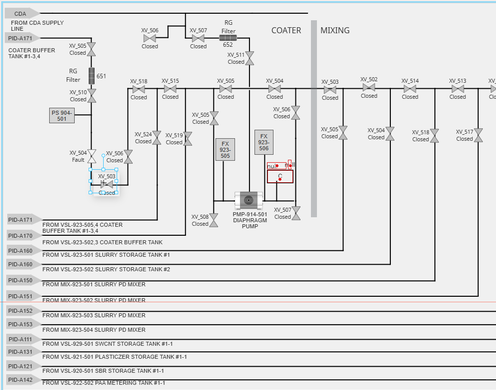 CDA
FROM CDA SUPPLY
LINE
PID-A171
COATER BUFFER
TANK #1-3,4
XV_505
Closed
RG
Filter
651
XV_510
Closed
PS 904-
501
XV_504
Fault
XV_503
Closed
XV_506
Closed
XV_518
Closed
XV_515
Closed
XV_524
Closed
XV_519
Closed
XV_506
Closed
XV_507
Closed
RG
Filter
652
XV_511
Closed
COATER
MIXING
XV_505
Closed
XV_504
Closed
XV_505
Closed
XV_506
Closed
FX
923-
505
FX
923-
506
XV_508
Closed
PMP-914-501
DIAPHRAGM
PUMP
XV_507
Closed
XV_503
Closed
XV_502
Closed
XV_514
Closed
XV_513
Closed
XV_505
Closed
XV_504
Closed
XV_518
Closed
XV_517
Closed
PID-A171
FROM VSL-923-505,4 COATER
BUFFER TANK #1-3,4
PID-A170
FROM VSL-923-502,3 COATER BUFFER TANK
PID-A160
FROM VSL-923-501 SLURRY STORAGE TANK #1
PID-A160
FROM VSL-923-502 SLURRY STORAGE TANK #2
PID-A150
FROM MIX-923-501 SLURRY PD MIXER
PID-A151
FROM MIX-923-502 SLURRY PD MIXER
PID-A152
FROM MIX-923-503 SLURRY PD MIXER
PID-A153
FROM MIX-923-504 SLURRY PD MIXER
PID-A111
FROM VSL-929-501 SWCNT STORAGE TANK #1-1
PID-A131
FROM VSL-921-501 PLASTICZER STORAGE TANK #1-1
PID-A121
FROM VSL-920-501 SBR STORAGE TANK #1-1
PID-A142
FROM VSL-922-502 PAA METERING TANK #1-1